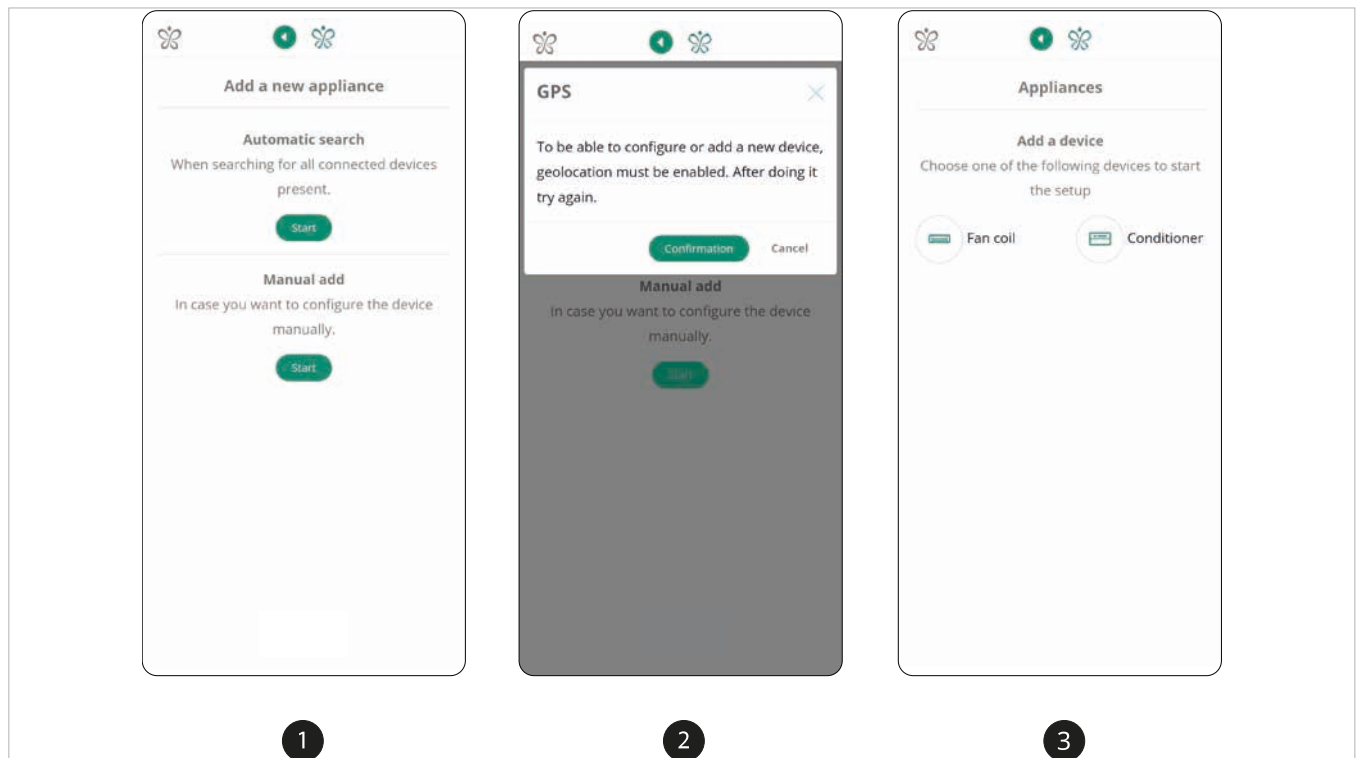 Add a new appliance
Automatic search
When searching for all connected devices
present.
Start
Manual add
In case you want to configure the device
manually.
Start
1
GPS
To be able to configure or add a new device,
geolocation must be enabled. After doing it
try again.
Confirmation Cancel
Manual add
In case you want to configure the device
manually.
Start
2
Appliances
Add a device
Choose one of the following devices to start
the setup
Fan coil Conditioner
3